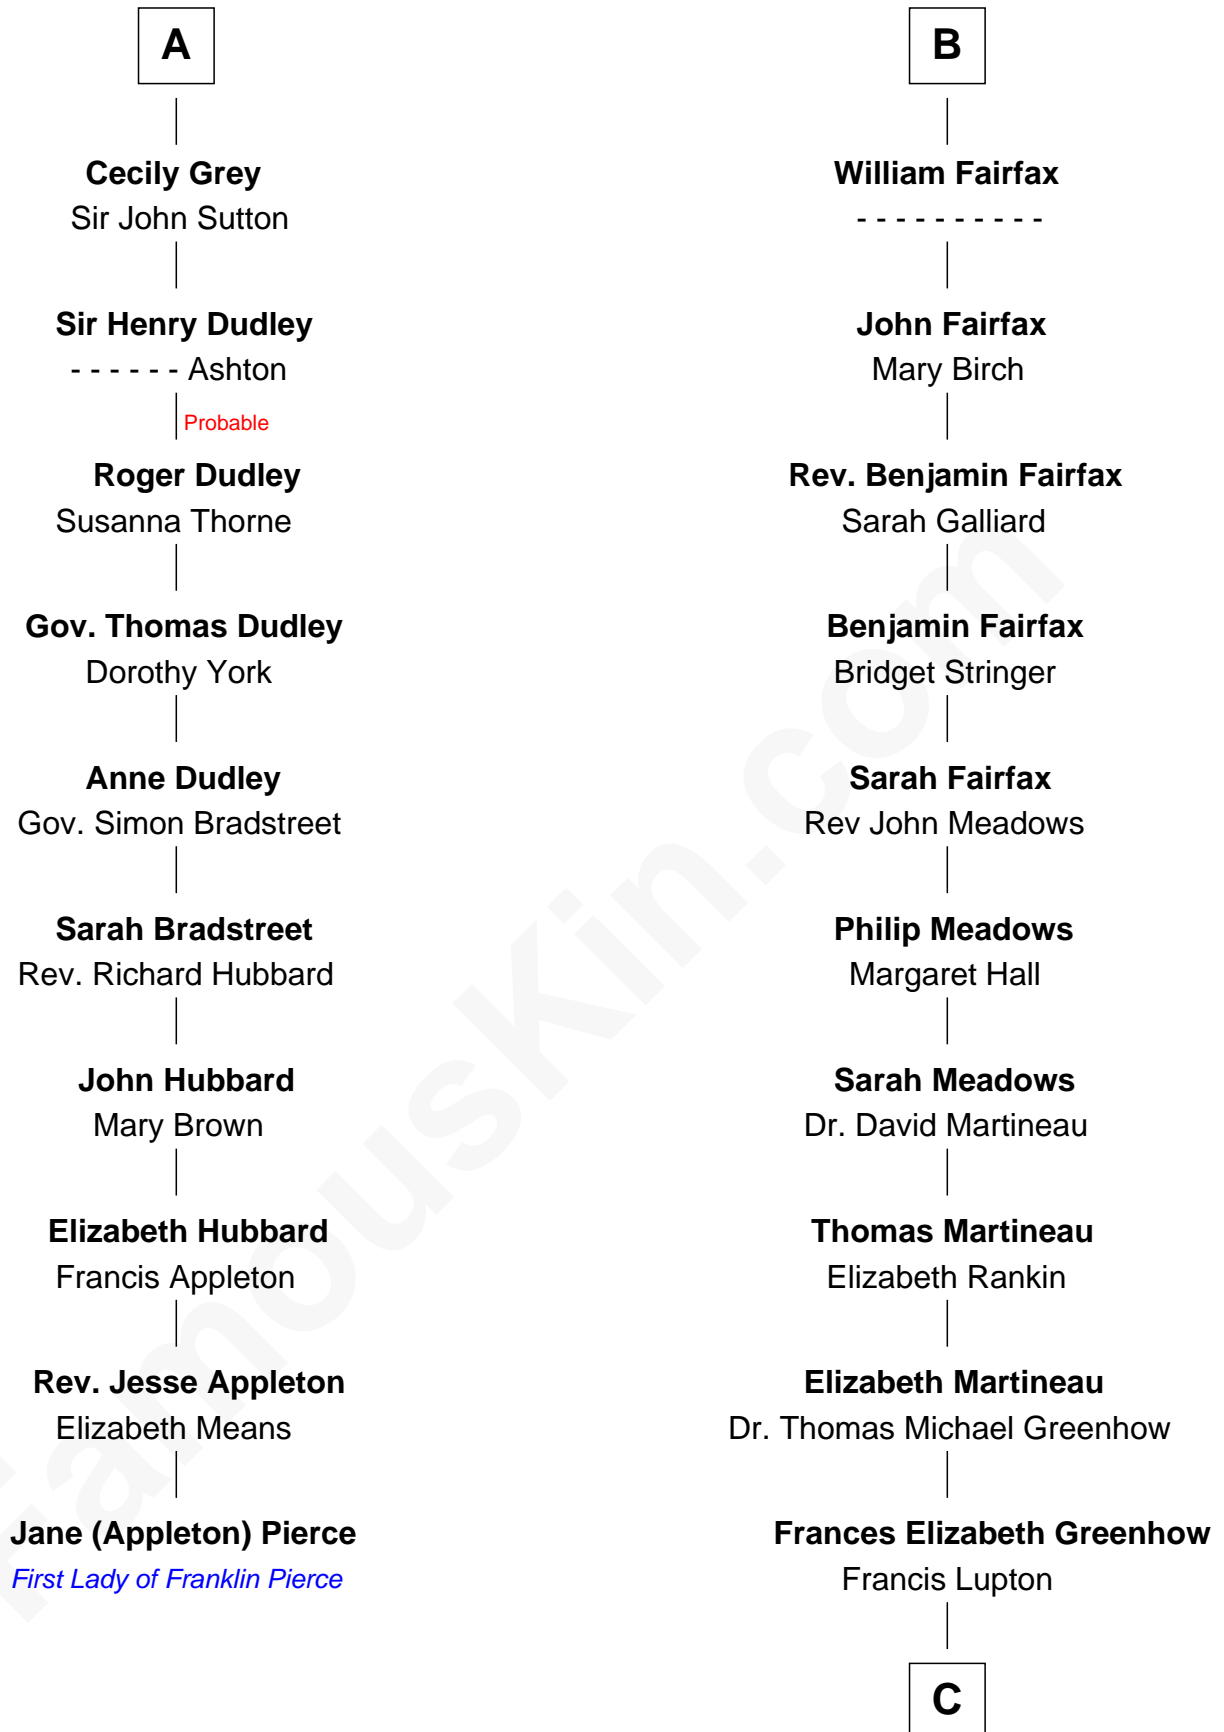 A
Cecily Grey
Sir John Sutton
Sir Henry Dudley
- - - - - - Ashton
Probable
Roger Dudley
Susanna Thorne
Gov. Thomas Dudley
Dorothy York
Anne Dudley
Gov. Simon Bradstreet
Sarah Bradstreet
Rev. Richard Hubbard
John Hubbard
Mary Brown
Elizabeth Hubbard
Francis Appleton
Rev. Jesse Appleton
Elizabeth Means
Jane (Appleton) Pierce
First Lady of Franklin Pierce
B
William Fairfax
- - - - - - - - - -
John Fairfax
Mary Birch
Rev. Benjamin Fairfax
Sarah Galliard
Benjamin Fairfax
Bridget Stringer
Sarah Fairfax
Rev John Meadows
Philip Meadows
Margaret Hall
Sarah Meadows
Dr. David Martineau
Thomas Martineau
Elizabeth Rankin
Elizabeth Martineau
Dr. Thomas Michael Greenhow
Frances Elizabeth Greenhow
Francis Lupton
C
FamousKin.com